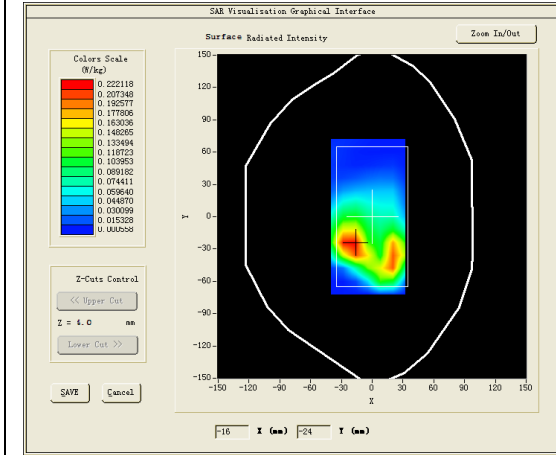 SAR Visualisation Graphical Interface
Surface Radiated Intensity
Zoom In/Out
Colors Scale
(W/kg)
0.222118
0.207348
0.192577
0.177806
0.163036
0.148265
0.133494
0.118723
0.103953
0.089182
0.074411
0.059640
0.044870
0.030099
0.015328
0.000558
150
120
90
60
30
0
-30
-60
-90
-120
-150
Y
-150 -120 -90 -60 -30 0 30 60 90 120 150
X
Z-Cuts Control
<< Upper Cut
Z = 4.0 mm
Lower Cut >>
SAVE Cancel
-16 X (mm) -24 Y (mm)